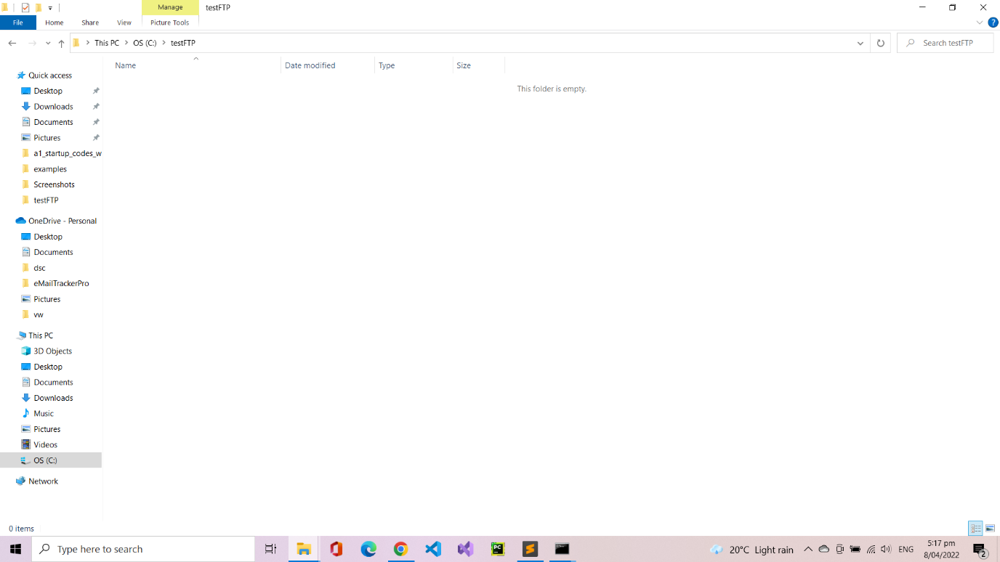 Manage
testFTP
File
Home
Share
View
Picture Tools
This PC
OS (C:)
testFTP
Search testFTP
Name
Date modified
Type
Size
This folder is empty.
Quick access
Desktop
Downloads
Documents
Pictures
a1_startup_codes_w
examples
Screenshots
testFTP
OneDrive - Personal
Desktop
Documents
dsc
eMailTrackerPro
Pictures
vw
This PC
3D Objects
Desktop
Documents
Downloads
Music
Pictures
Videos
OS (C:)
Network
0 items
Type here to search
20°C Light rain
ENG
5:17 pm
8/04/2022
2